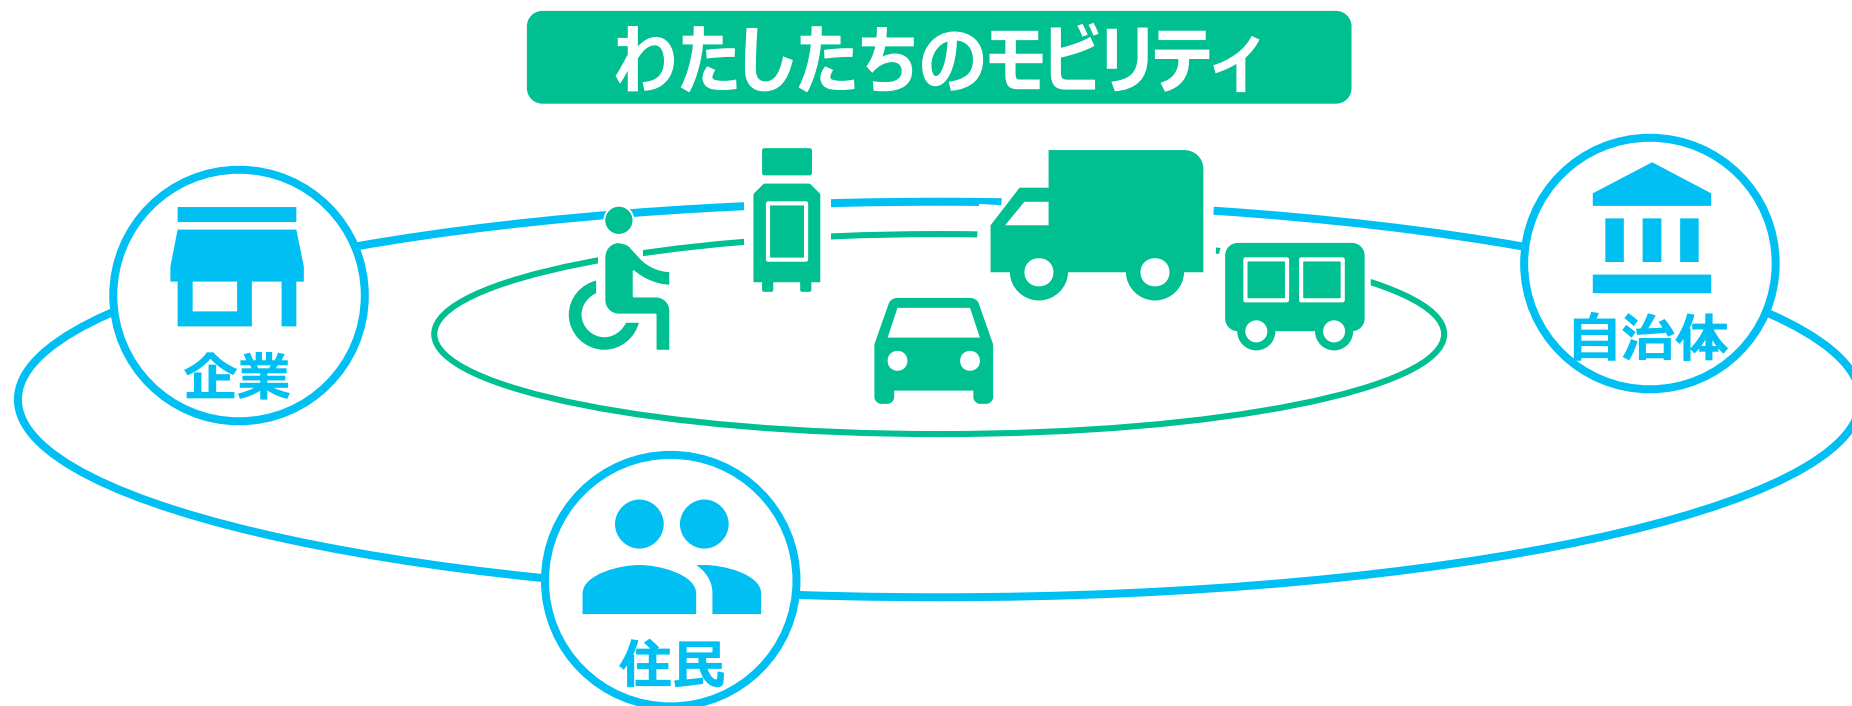 わたしたちのモビリティ
企業
自治体
住民